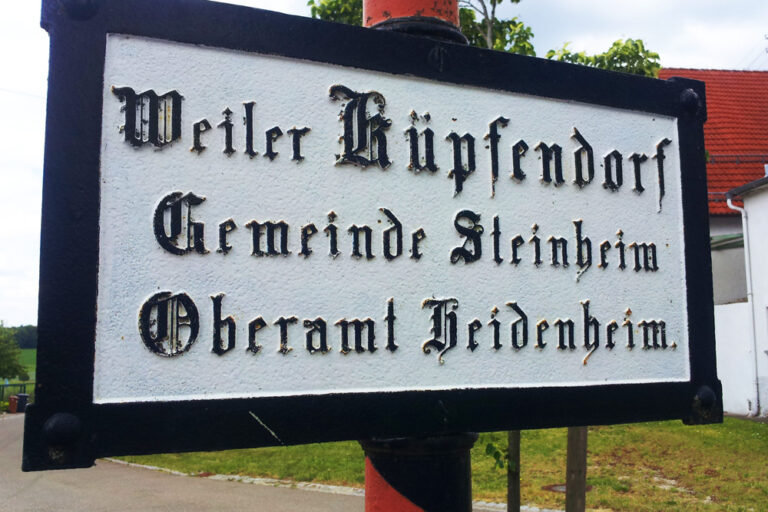 Weiler Küpfendorf
Gemeinde Steinheim
Oberamt Heidenheim.